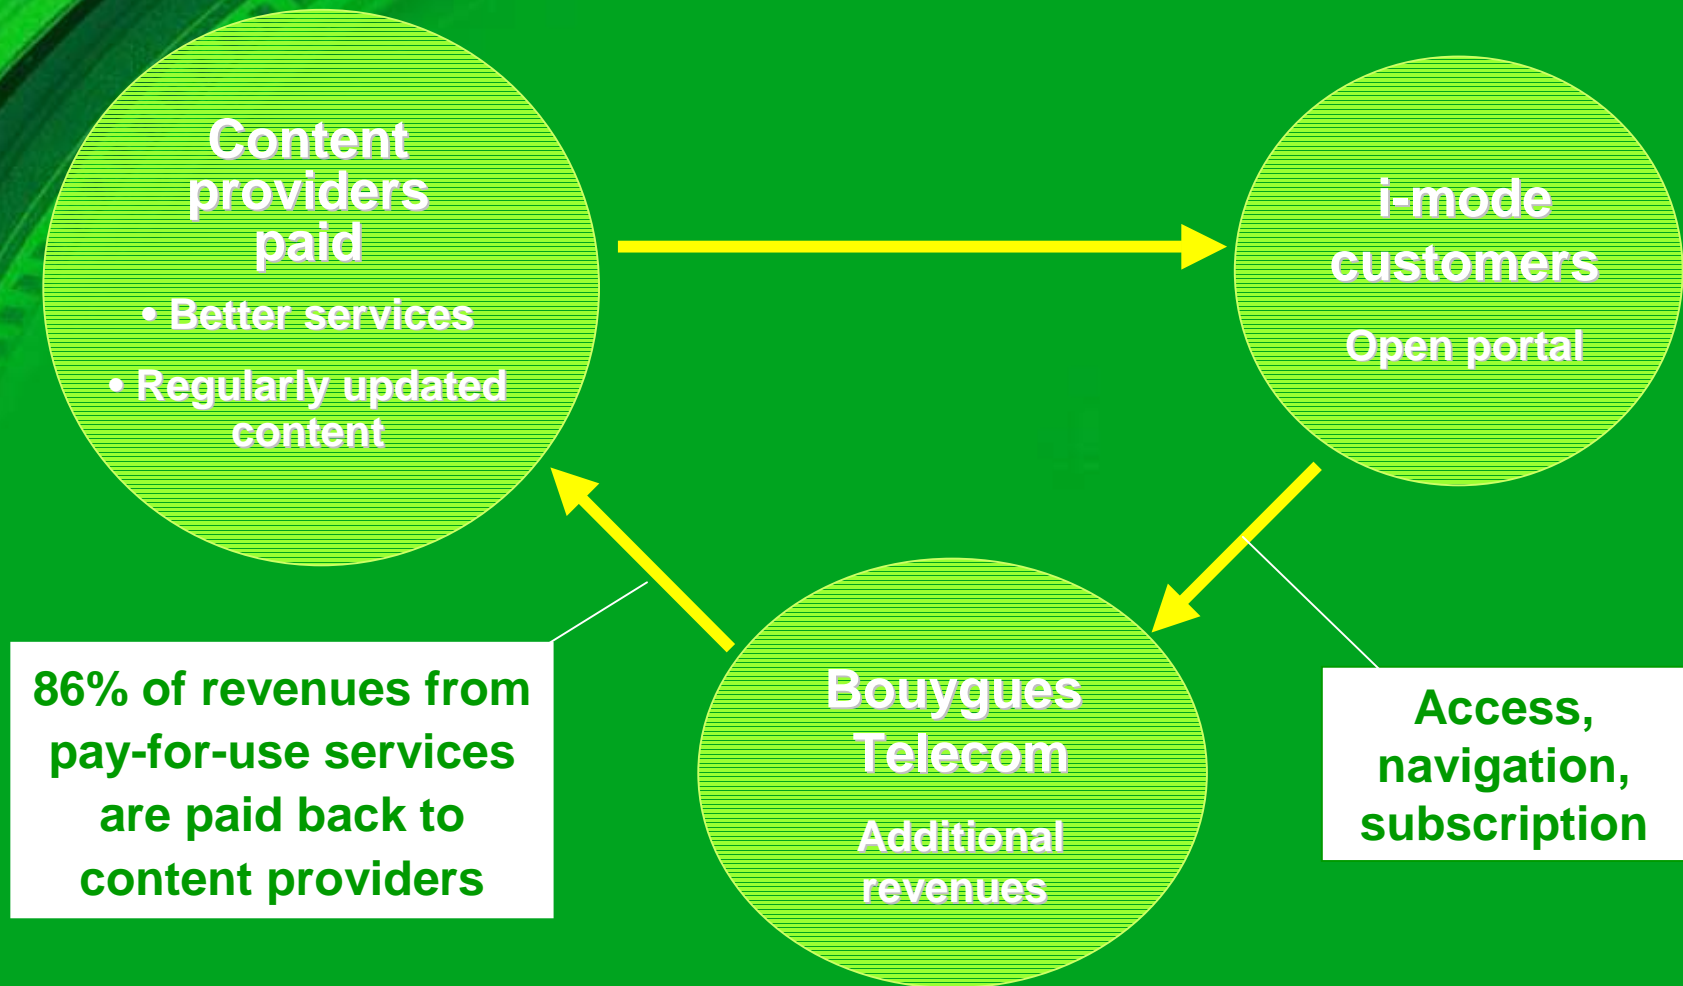 Content
providers
paid
• Better services
• Regularly updated
content
i-mode
customers
Open portal
86% of revenues from
pay-for-use services
are paid back to
content providers
Bouygues
Telecom
Additional
revenues
Access,
navigation,
subscription